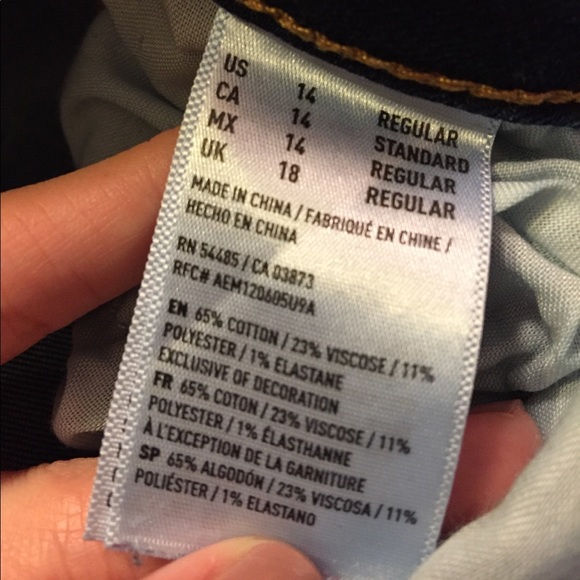 US 14 REGULAR
CA 14 STANDARD
MX 14 REGULAR
UK 18 REGULAR
MADE IN CHINA / FABRIQUÉ EN CHINE /
HECHO EN CHINA
RN 54485 / CA 03873
RFC# AEM120605U9A
EN 65% COTTON / 23% VISCOSE / 11%
POLYESTER / 1% ELASTANE
EXCLUSIVE OF DECORATION
FR 65% COTON / 23% VISCOSE / 11%
POLYESTER / 1% ÉLASTHANNE
À L'EXCEPTION DE LA GARNITURE
SP 65% ALGODÓN / 23% VISCOSA / 11%
POLIÉSTER / 1% ELASTANO